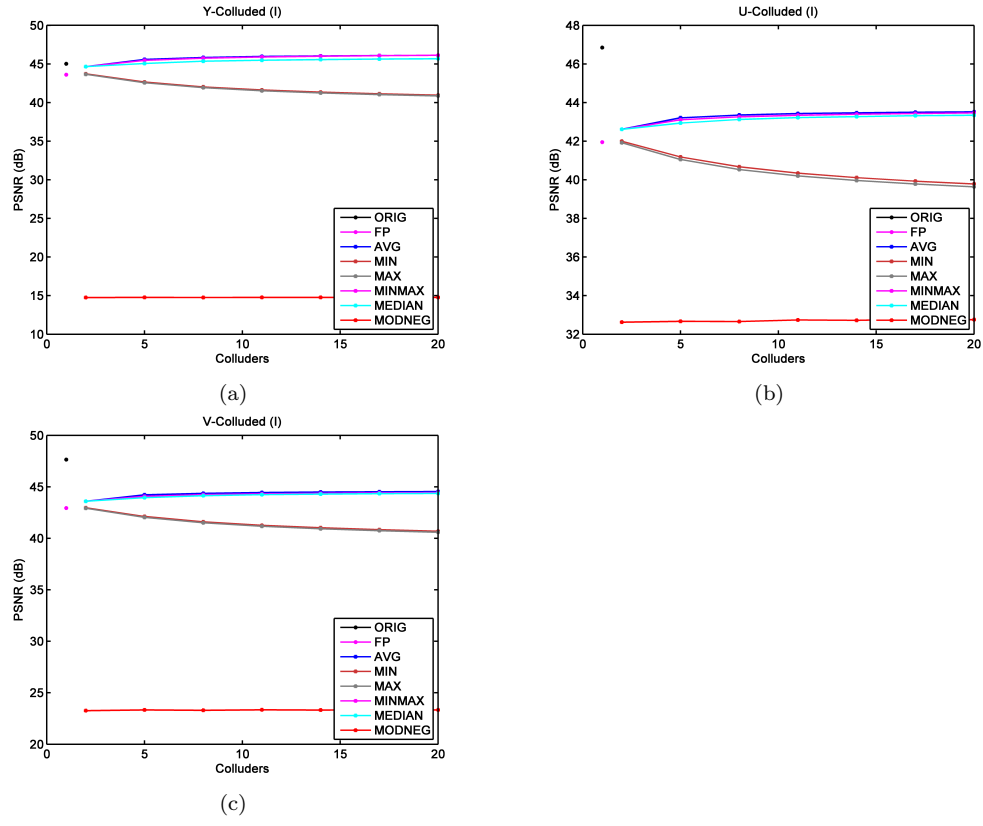 Y-Colluded (I)
PSNR (dB)
50
45
40
35
30
25
20
15
10
0
5
10
15
20
Colluders
ORIG
FP
AVG
MIN
MAX
MINMAX
MEDIAN
MODNEG
(a)
U-Colluded (I)
PSNR (dB)
48
46
44
42
40
38
36
34
32
0
5
10
15
20
Colluders
ORIG
FP
AVG
MIN
MAX
MINMAX
MEDIAN
MODNEG
(b)
V-Colluded (I)
PSNR (dB)
50
45
40
35
30
25
20
0
5
10
15
20
Colluders
ORIG
FP
AVG
MIN
MAX
MINMAX
MEDIAN
MODNEG
(c)